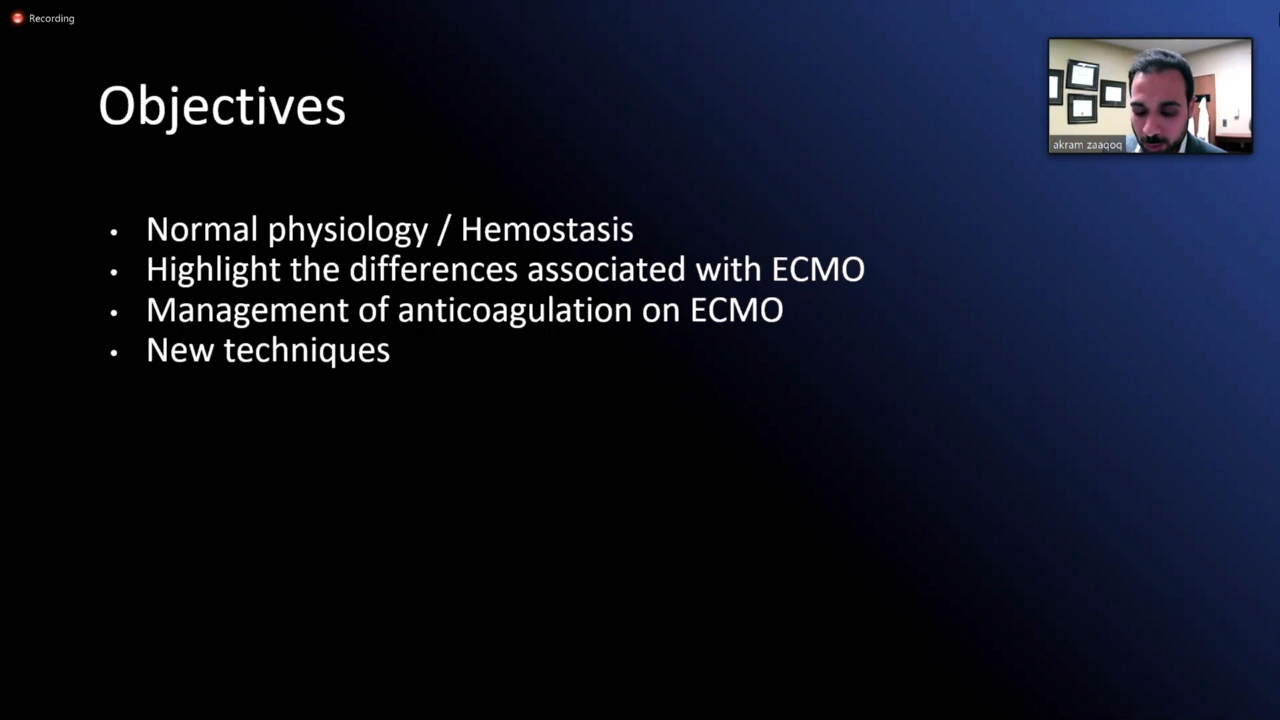 Recording
Objectives
akram zaaqoq
• Normal physiology / Hemostasis
• Highlight the differences associated with ECMO
• Management of anticoagulation on ECMO
• New techniques